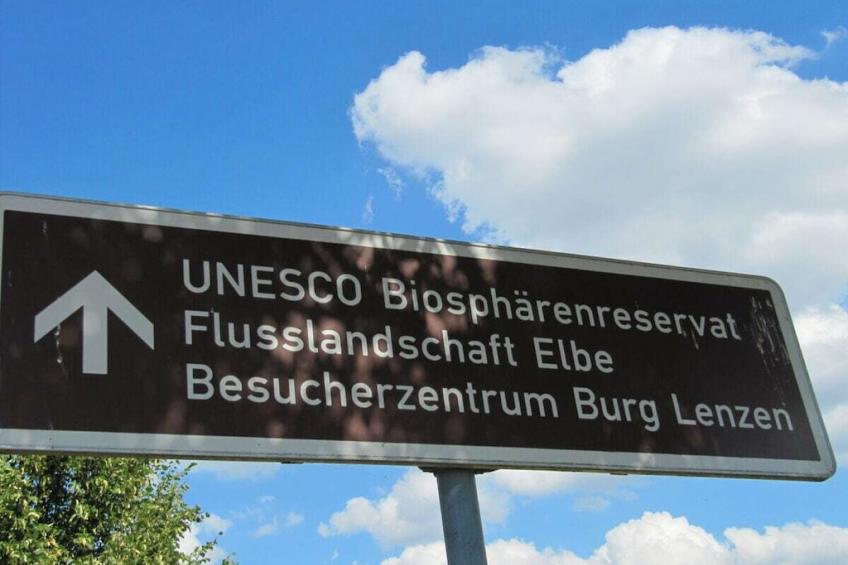 UNESCO Biosphärenreservat
Flusslandschaft Elbe
Besucherzentrum Burg Lenzen